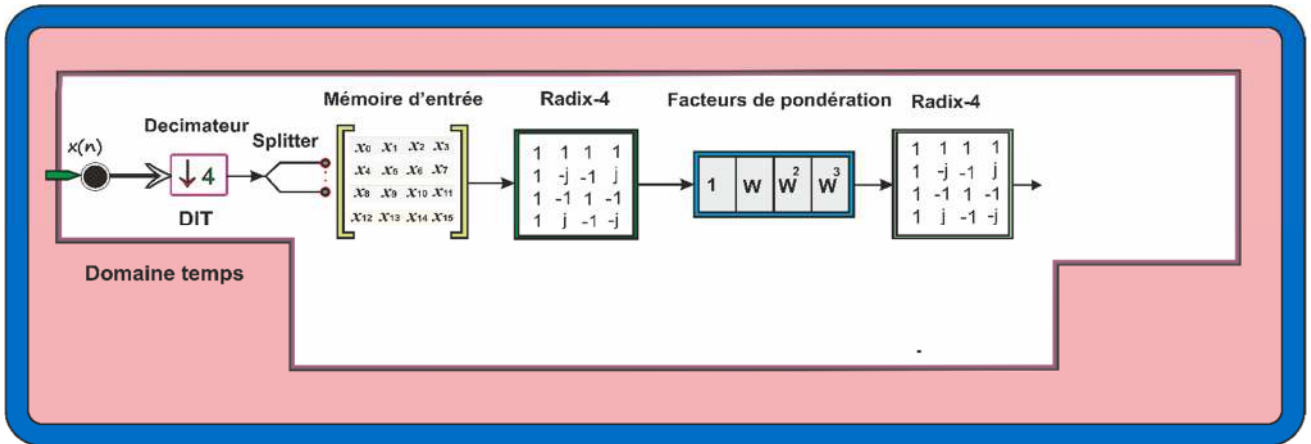 Mémoire d'entrée
Radix-4
Facteurs de pondération
Radix-4
Decimateur
Splitter
x(n)
↓ 4
DIT
x0 x1 x2 x3
x4 x5 x6 x7
x8 x9 x10 x11
x12 x13 x14 x15
1 1 1 1
1 -j -1 j
1 -1 1 -1
1 j -1 -j
1 W W² W³
1 1 1 1
1 -j -1 j
1 -1 1 -1
1 j -1 -j
Domaine temps